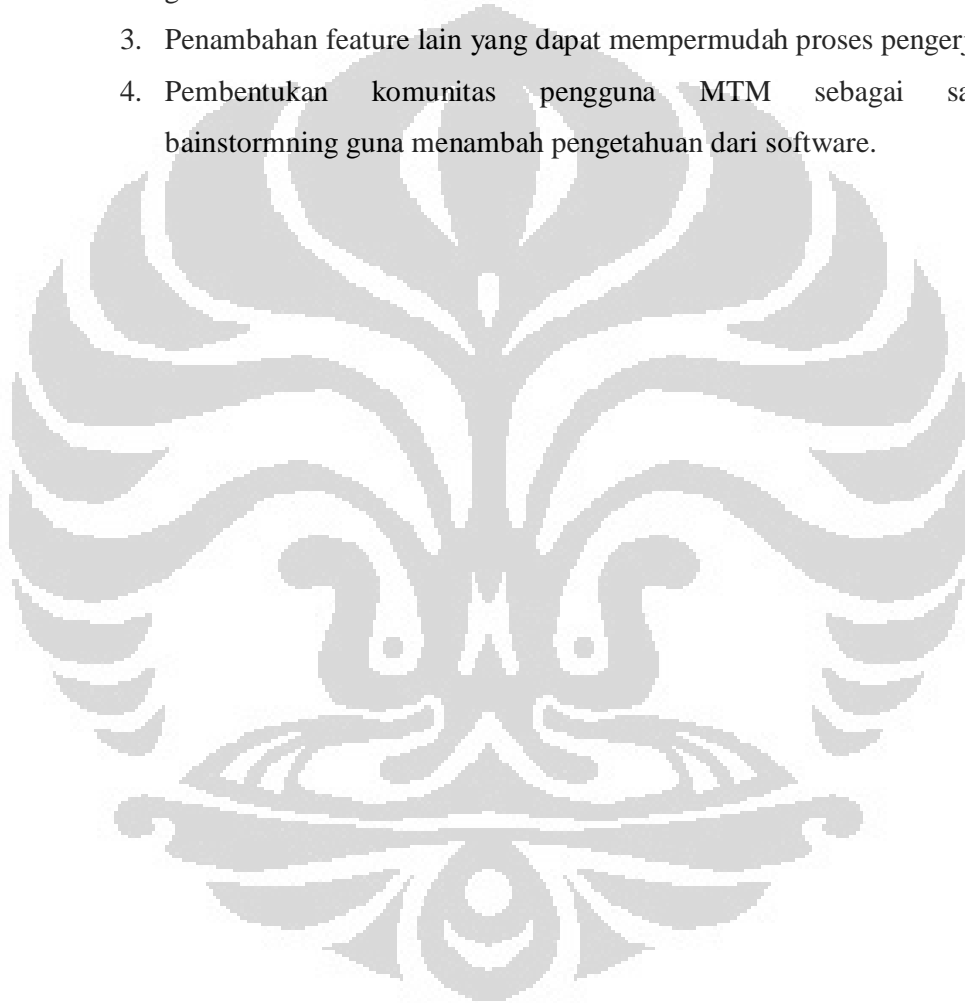 3. Penambahan feature lain yang dapat mempermudah proses
4. Pembentukan komunitas pengguna MTM sebagai
bainstormning guna menambah pengetahuan dari software.